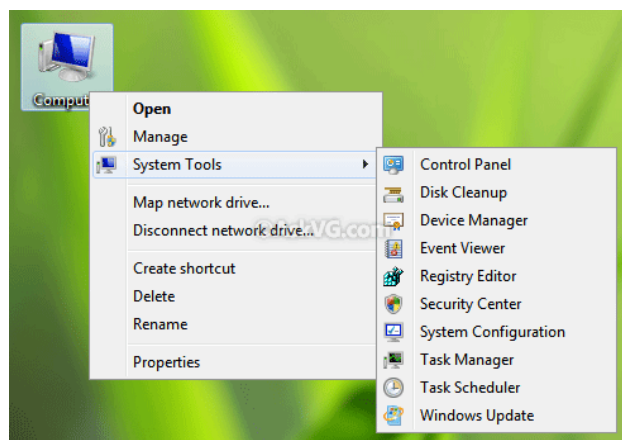 Comput
Open
Manage
System Tools
Map network drive...
Disconnect network drive...
Create shortcut
Delete
Rename
Properties
Control Panel
Disk Cleanup
Device Manager
Event Viewer
Registry Editor
Security Center
System Configuration
Task Manager
Task Scheduler
Windows Update